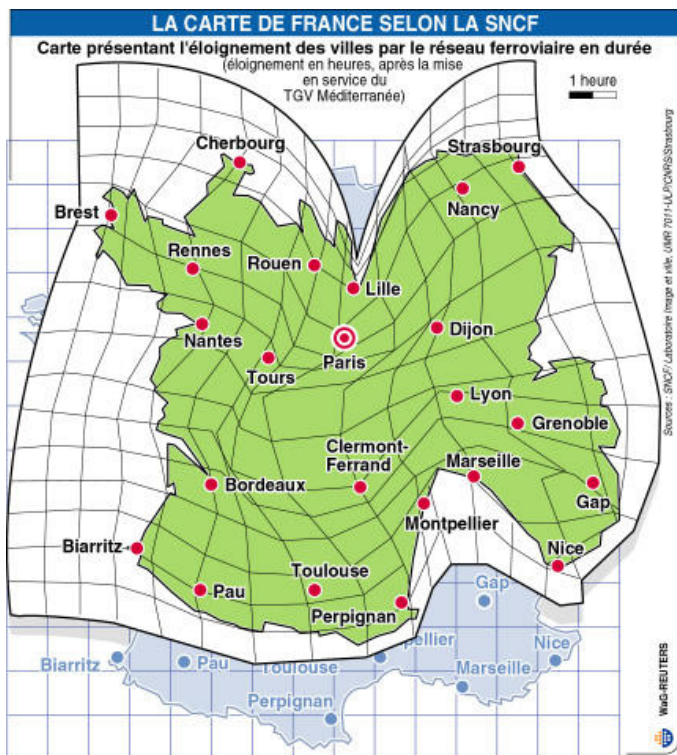 LA CARTE DE FRANCE SELON LA SNCF
Carte présentant l'éloignement des villes par le réseau ferroviaire en durée
(éloignement en heures, après la mise
en service du
TGV Méditerranée)
1 heure
Cherbourg
Strasbourg
Brest
Nancy
Rennes
Rouen
Lille
Nantes
Dijon
Paris
Tours
Lyon
Grenoble
Clermont-
Ferrand
Marseille
Bordeaux
Gap
Montpellier
Biarritz
Nice
Pau
Toulouse
Perpignan
Gap
Biarritz
Pau
Toulouse
pellier
Nice
Marseille
Perpignan
Sources : SNCF/ Laboratoire Image et ville, UMR 7011-ULP/CNRS/Strasbourg
WaG-REUTERS